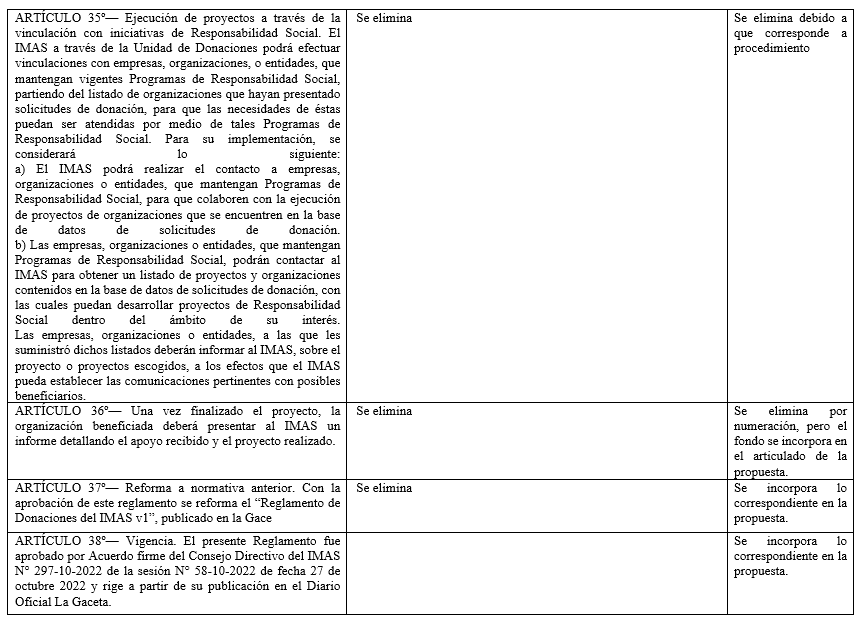 ARTÍCULO 35º— Ejecución de proyectos a través de la
vinculación con iniciativas de Responsabilidad Social. El
IMAS a través de la Unidad de Donaciones podrá efectuar
vinculaciones con empresas, organizaciones, o entidades, que
mantengan vigentes Programas de Responsabilidad Social,
partiendo del listado de organizaciones que hayan presentado
solicitudes de donación, para que las necesidades de éstas
puedan ser atendidas por medio de tales Programas de
Responsabilidad Social. Para su implementación, se
considerará lo siguiente:
a) El IMAS podrá realizar el contacto a empresas,
organizaciones o entidades, que mantengan Programas de
Responsabilidad Social, para que colaboren con la ejecución
de proyectos de organizaciones que se encuentren en la base
de datos de solicitudes de donación.
b) Las empresas, organizaciones o entidades, que mantengan
Programas de Responsabilidad Social, podrán contactar al
IMAS para obtener un listado de proyectos y organizaciones
contenidos en la base de datos de solicitudes de donación, con
las cuales puedan desarrollar proyectos de Responsabilidad
Social dentro del ámbito de su interés.
Las empresas, organizaciones o entidades, a las que les
suministró dichos listados deberán informar al IMAS, sobre el
proyecto o proyectos escogidos, a los efectos que el IMAS
pueda establecer las comunicaciones pertinentes con posibles
beneficiarios.
Se elimina
Se elimina debido a
que corresponde a
procedimiento
ARTÍCULO 36º— Una vez finalizado el proyecto, la
organización beneficiada deberá presentar al IMAS un
informe detallando el apoyo recibido y el proyecto realizado.
Se elimina
Se elimina por
numeración, pero el
fondo se incorpora en
el articulado de la
propuesta.
ARTÍCULO 37º— Reforma a normativa anterior. Con la
aprobación de este reglamento se reforma el “Reglamento de
Donaciones del IMAS v1”, publicado en la Gace
Se elimina
Se incorpora lo
correspondiente en la
propuesta.
ARTÍCULO 38º— Vigencia. El presente Reglamento fue
aprobado por Acuerdo firme del Consejo Directivo del IMAS
N° 297-10-2022 de la sesión N° 58-10-2022 de fecha 27 de
octubre 2022 y rige a partir de su publicación en el Diario
Oficial La Gaceta.
Se incorpora lo
correspondiente en la
propuesta.